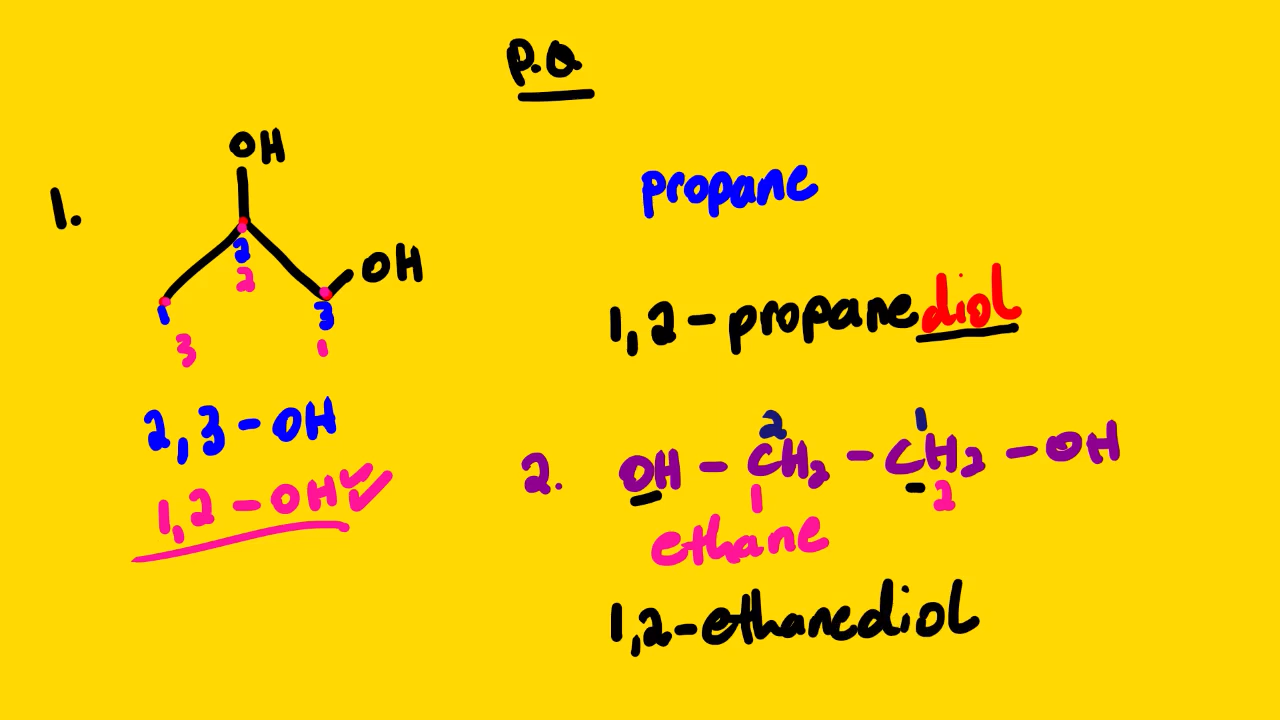 P.Q
1.
OH
OH
2
2
1
3
3
1
2,3-OH
1,2-OH
propane
1,2-propanediol
2 1
2. OH-CH2-CH2-OH
1 2
ethane
1,2-ethanediol